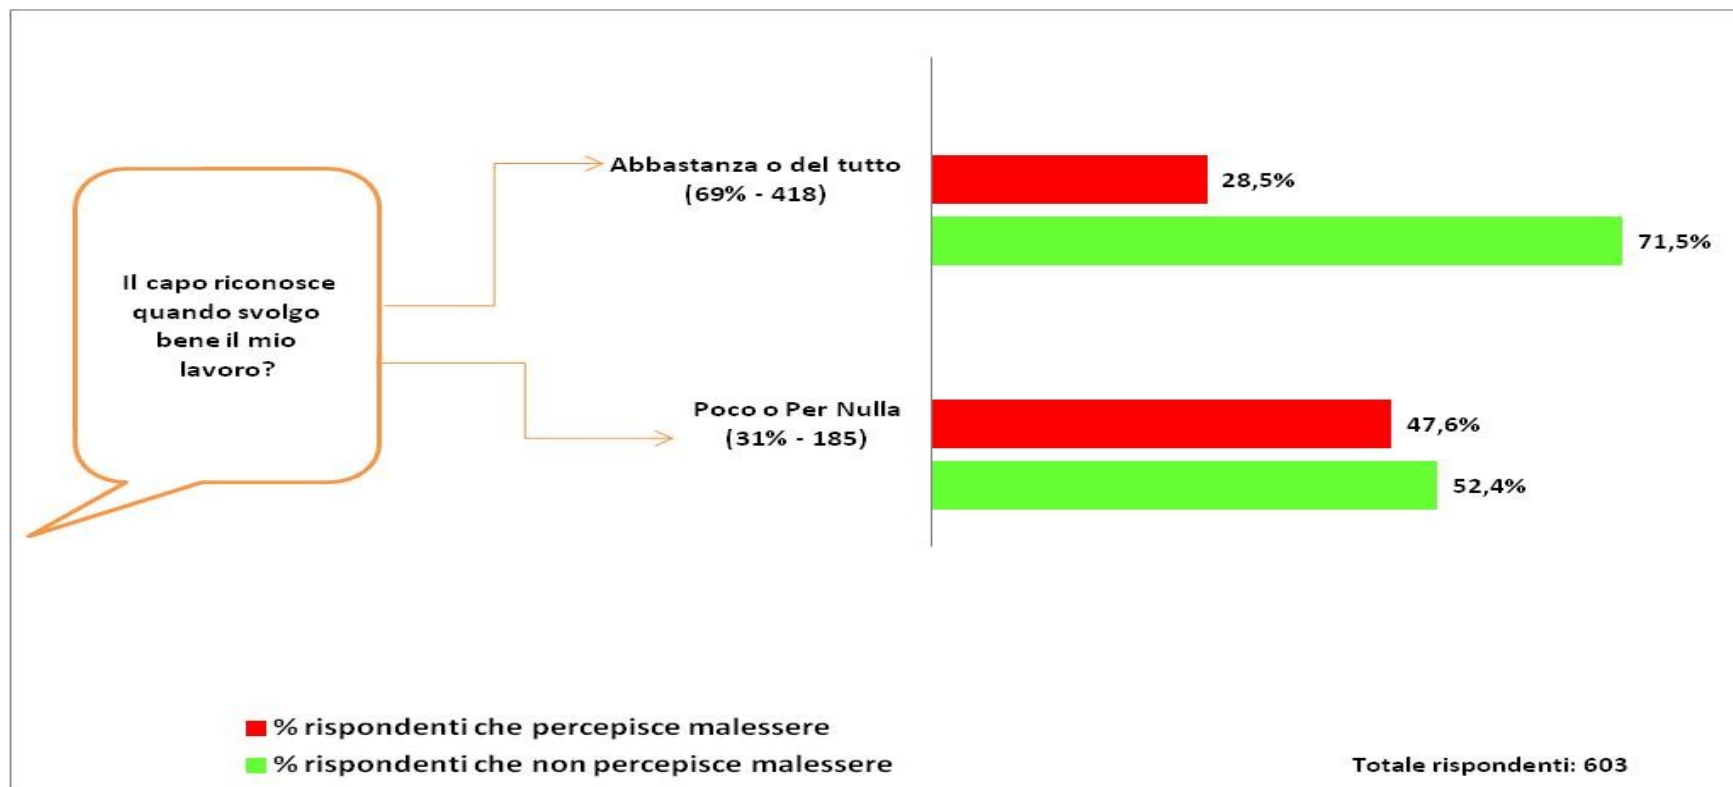 Il capo riconosce
quando svolgo
bene il mio
lavoro?
Abbastanza o del tutto
(69% - 418)
28,5%
71,5%
Poco o Per Nulla
(31% - 185)
47,6%
52,4%
% rispondenti che percepisce malessere
% rispondenti che non percepisce malessere
Totale rispondenti: 603